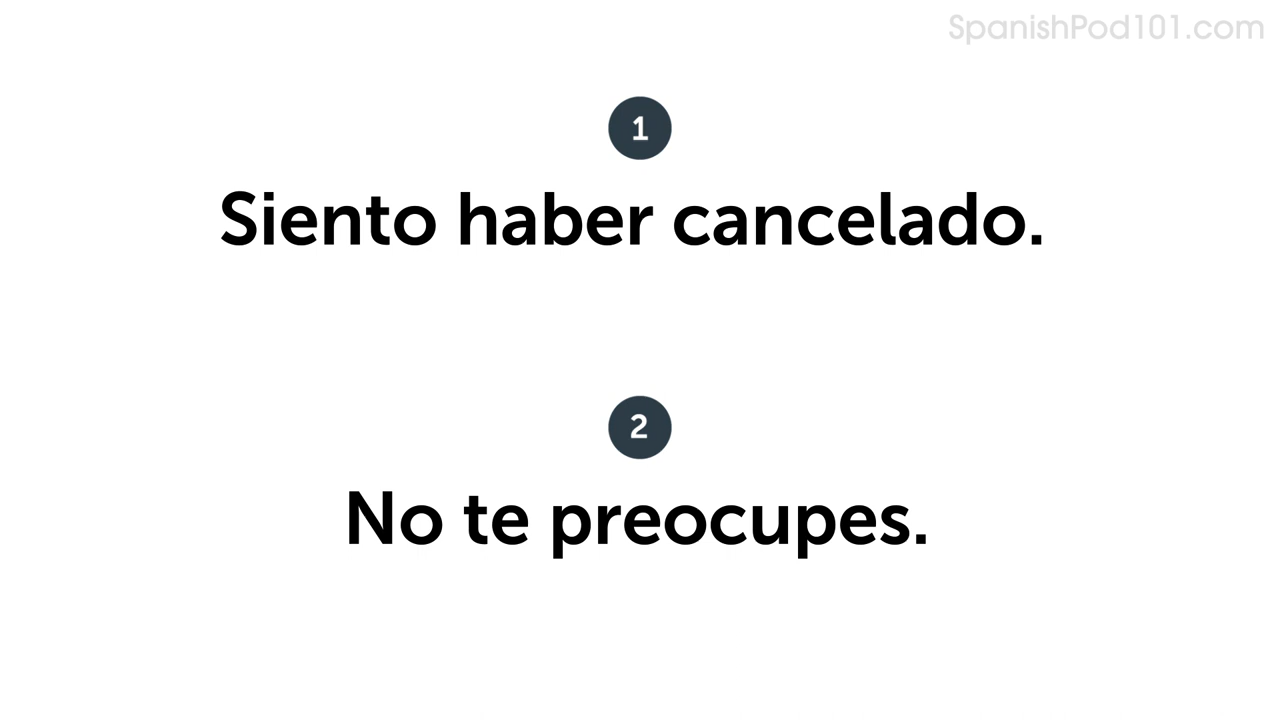 SpanishPod101.com
1
Siento haber cancelado.
2
No te preocupes.